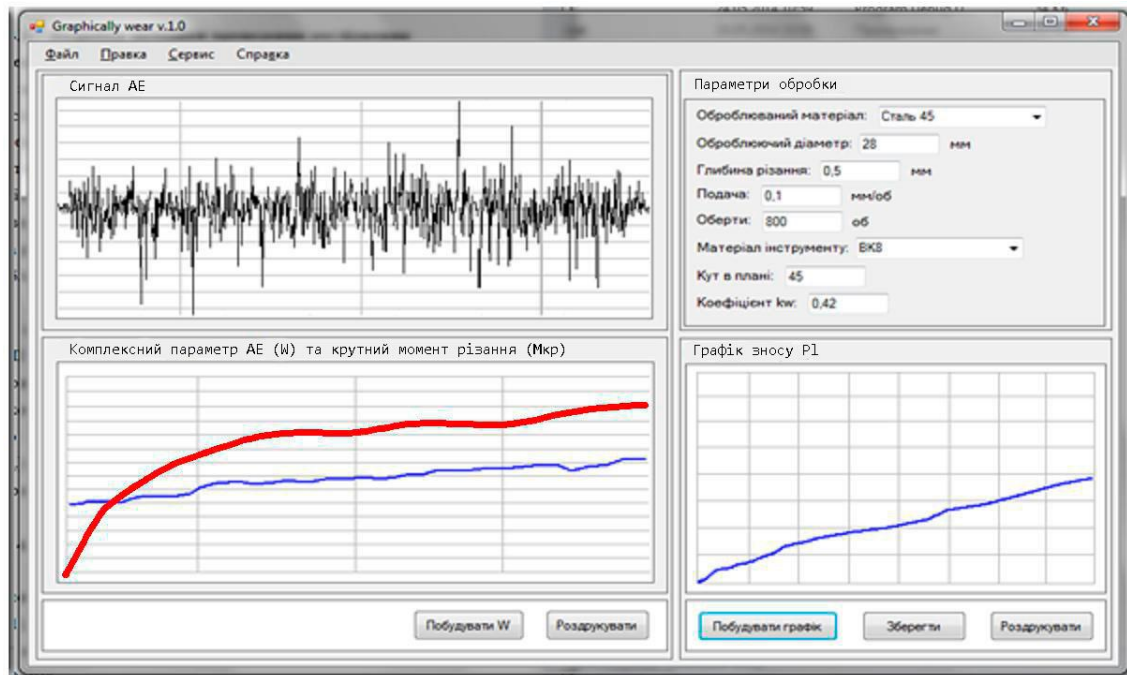 Graphically wear v.1.0
Файл Правка Сервис Справка
Сигнал АЕ
Параметри обробки
Оброблюваний матеріал: Сталь 45
Оброблюючий діаметр: 28 мм
Глибина різання: 0,5 мм
Подача: 0,1 мм/об
Оберти: 800 об
Матеріал інструменту: ВК8
Кут в плані: 45
Коефіцієнт kw: 0,42
Комплексний параметр АЕ (W) та крутний момент різання (Мкр)
Графік зносу Pl
Побудувати W Роздрукувати
Побудувати графік Зберегти Роздрукувати